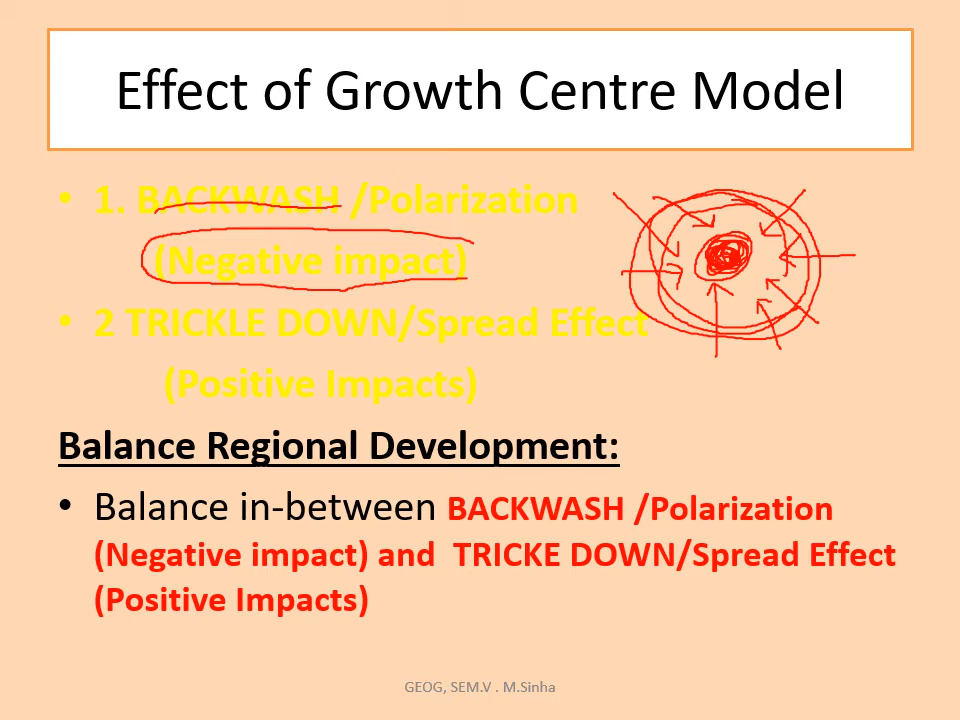 Effect of Growth Centre Model
• 1. BACKWASH /Polarization
(Negative impact)
• 2 TRICKLE DOWN/Spread Effect
(Positive Impacts)
Balance Regional Development:
• Balance in-between BACKWASH /Polarization
(Negative impact) and TRICKE DOWN/Spread Effect
(Positive Impacts)
GEOG, SEM.V . M.Sinha